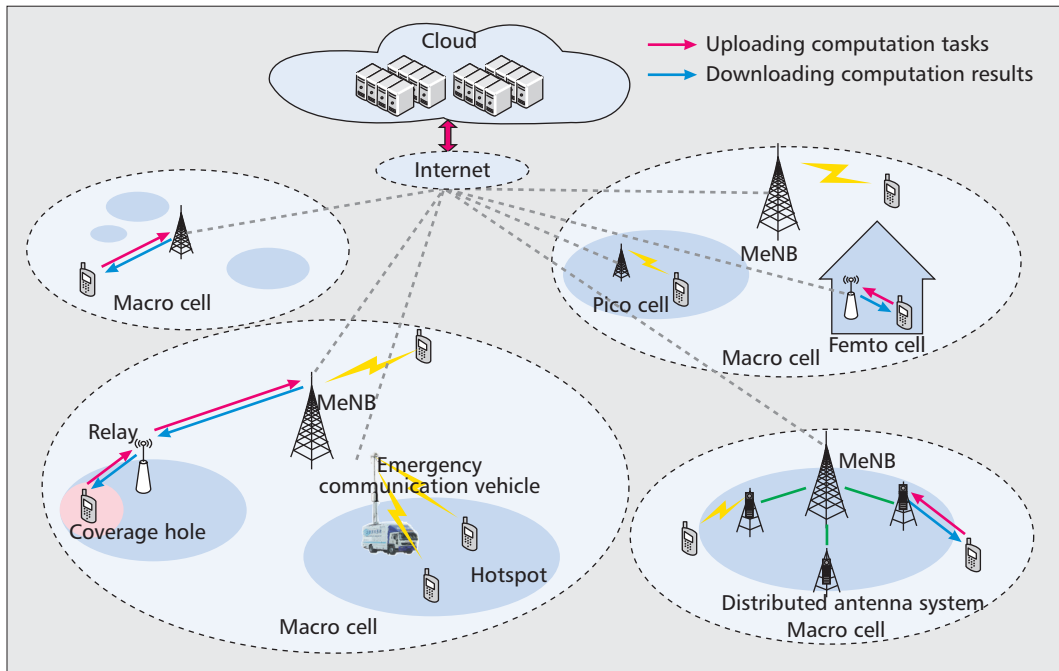 Cloud
Uploading computation tasks
Downloading computation results
Internet
MeNB
Macro cell
Pico cell
Macro cell
Femto cell
MeNB
Relay
Emergency
communication vehicle
Coverage hole
Hotspot
Macro cell
MeNB
Distributed antenna system
Macro cell